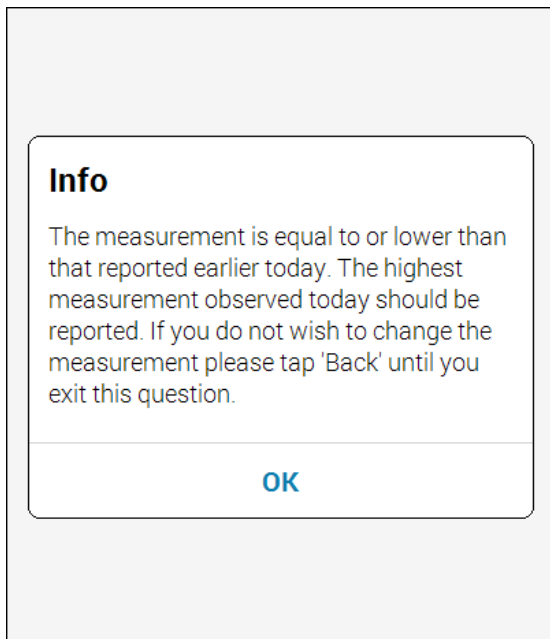 Info
The measurement is equal to or lower than
that reported earlier today. The highest
measurement observed today should be
reported. If you do not wish to change the
measurement please tap 'Back' until you
exit this question.
OK